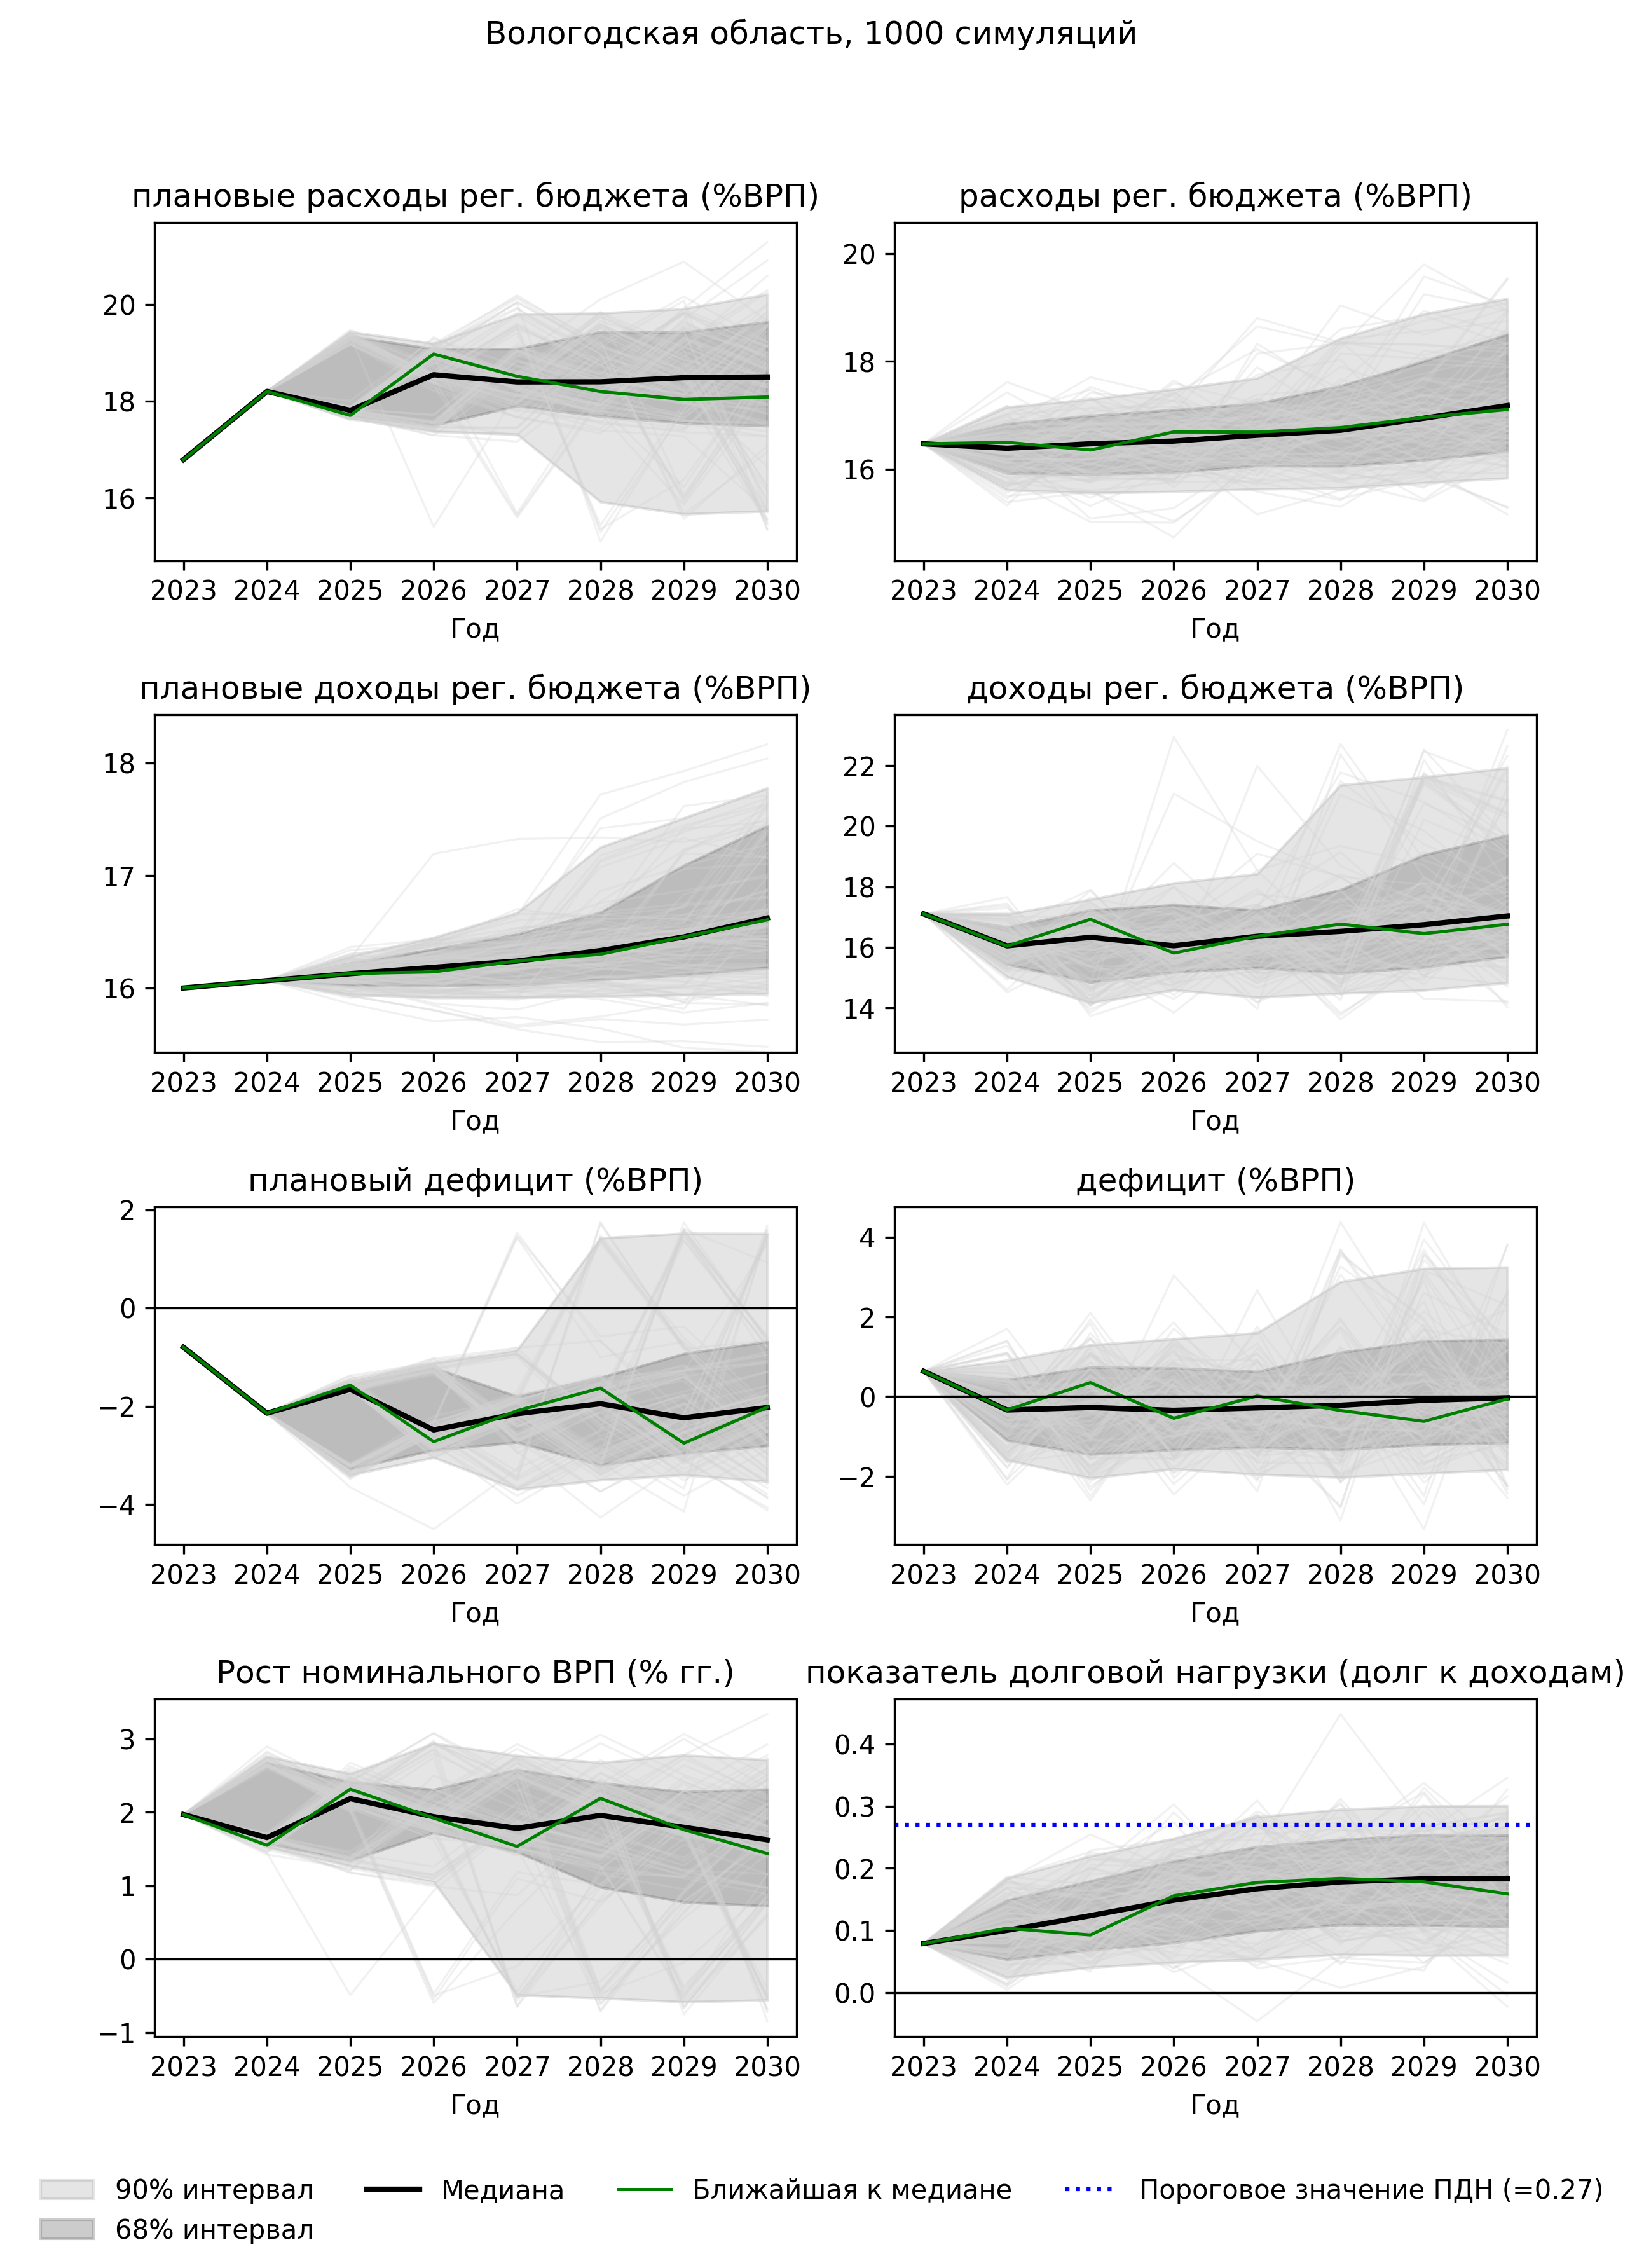 Вологодская область, 1000 симуляций
плановые расходы рег. бюджета (%ВРП)
20
18
16
2023 2024 2025 2026 2027 2028 2029 2030
Год
расходы рег. бюджета (%ВРП)
20
18
16
2023 2024 2025 2026 2027 2028 2029 2030
Год
плановые доходы рег. бюджета (%ВРП)
18
17
16
2023 2024 2025 2026 2027 2028 2029 2030
Год
доходы рег. бюджета (%ВРП)
22
20
18
16
14
2023 2024 2025 2026 2027 2028 2029 2030
Год
плановый дефицит (%ВРП)
2
0
−2
−4
2023 2024 2025 2026 2027 2028 2029 2030
Год
дефицит (%ВРП)
4
2
0
−2
2023 2024 2025 2026 2027 2028 2029 2030
Год
Рост номинального ВРП (% гг.)
3
2
1
0
−1
2023 2024 2025 2026 2027 2028 2029 2030
Год
показатель долговой нагрузки (долг к доходам)
0.4
0.3
0.2
0.1
0.0
2023 2024 2025 2026 2027 2028 2029 2030
Год
90% интервал
68% интервал
Медиана
Ближайшая к медиане
Пороговое значение ПДН (=0.27)